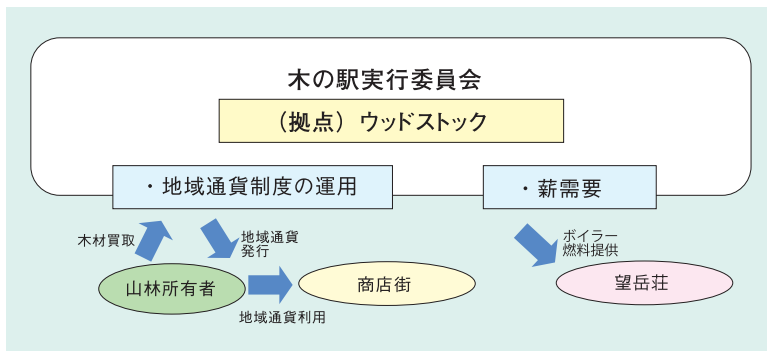 木の駅実行委員会
（拠点）ウッドストック
・地域通貨制度の運用
・薪需要
木材買取
地域通貨
発行
ボイラー
燃料提供
山林所有者
商店街
望岳荘
地域通貨利用